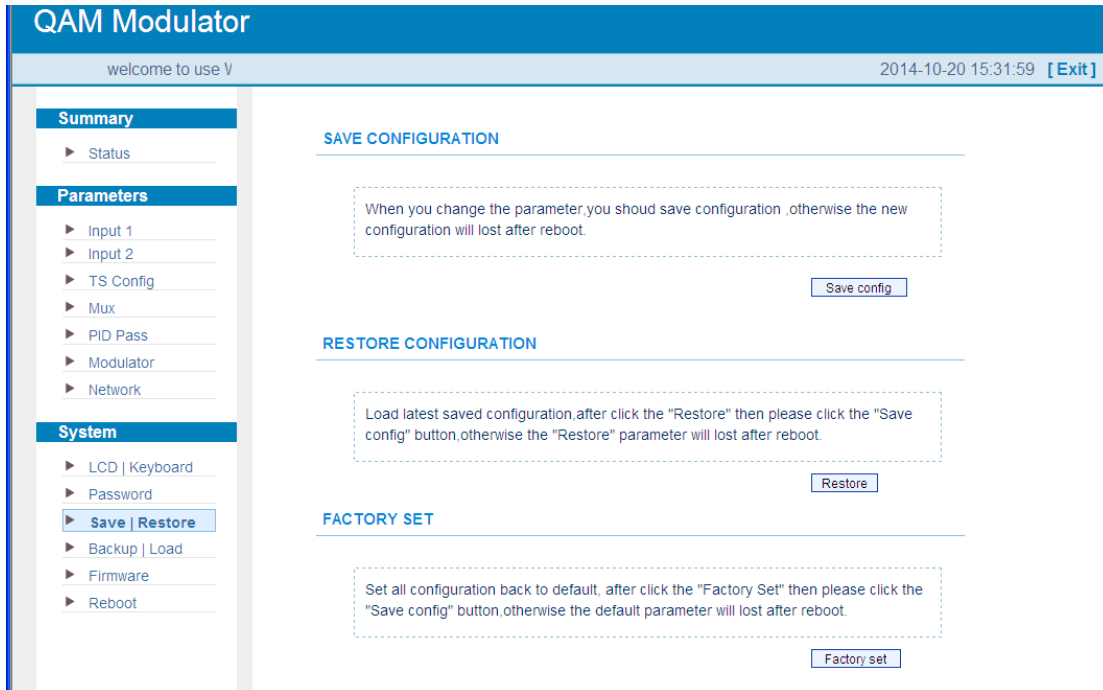 QAM Modulator
welcome to use
2014-10-20 15:31:59 [ Exit ]
Summary
Status
Parameters
Input 1
Input 2
TS Config
Mux
PID Pass
Modulator
Network
System
LCD | Keyboard
Password
Save | Restore
Backup | Load
Firmware
Reboot
SAVE CONFIGURATION
When you change the parameter,you shoud save configuration ,otherwise the new
configuration will lost after reboot.
Save config
RESTORE CONFIGURATION
Load latest saved configuration,after click the "Restore" then please click the "Save
config" button,otherwise the "Restore" parameter will lost after reboot.
Restore
FACTORY SET
Set all configuration back to default, after click the "Factory Set" then please click the
"Save config" button,otherwise the default parameter will lost after reboot.
Factory set